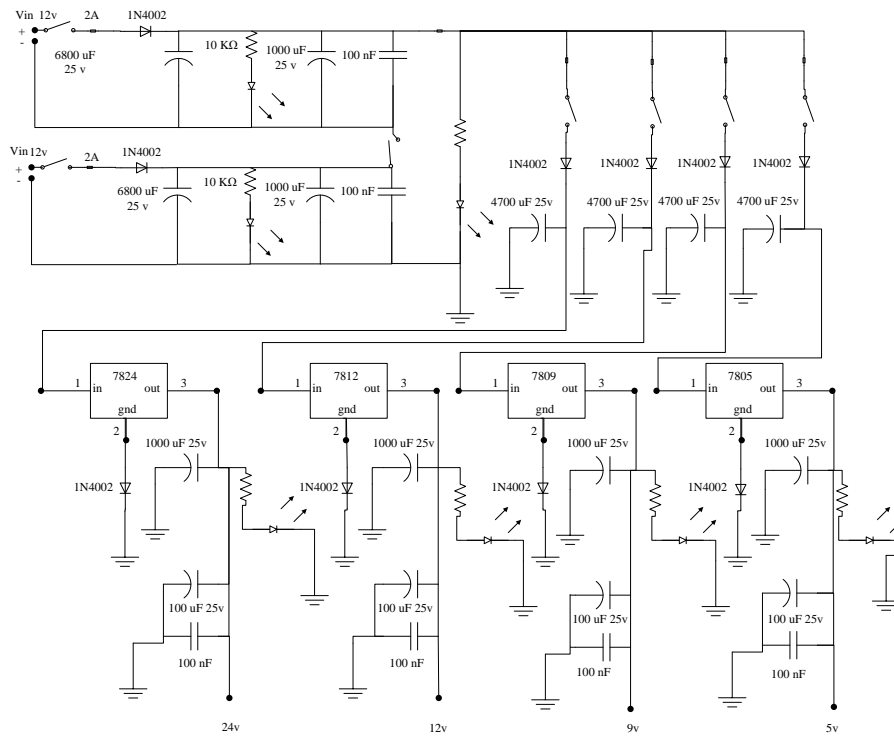 Vin 12v 2A 1N4002
+
-
6800 uF
25 v
10 KΩ
1000 uF
25 v
100 nF
Vin 12v 2A 1N4002
+
-
6800 uF
25 v
10 KΩ
1000 uF
25 v
100 nF
1N4002 1N4002 1N4002 1N4002
4700 uF 25v 4700 uF 25v 4700 uF 25v 4700 uF 25v
7824 7812 7809 7805
1 in out 3 1 in out 3 1 in out 3 1 in out 3
gnd gnd gnd gnd
2 2 2 2
1000 uF 25v 1000 uF 25v 1000 uF 25v 1000 uF 25v
1N4002 1N4002 1N4002 1N4002
100 uF 25v 100 uF 25v 100 uF 25v 100 uF 25v
100 nF 100 nF 100 nF 100 nF
24v 12v 9v 5v